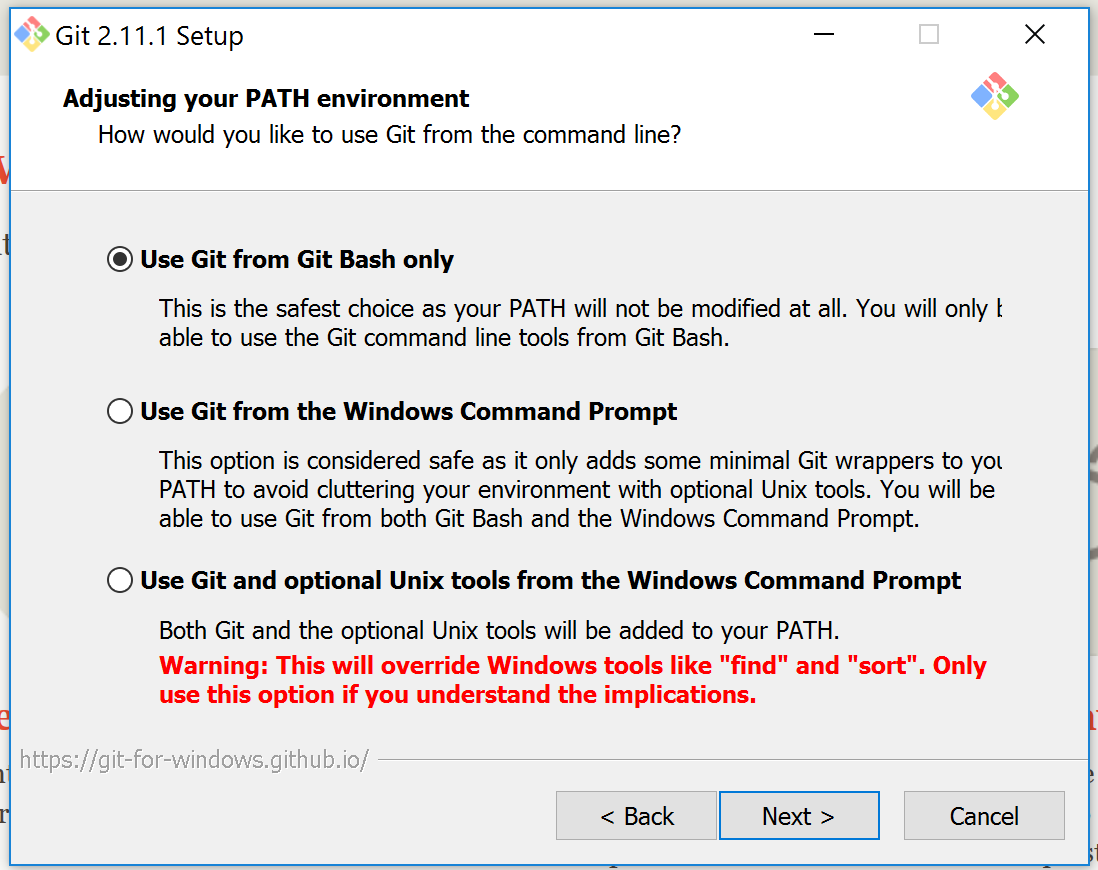 Git 2.11.1 Setup
Adjusting your PATH environment
How would you like to use Git from the command line?
Use Git from Git Bash only
This is the safest choice as your PATH will not be modified at all. You will only
able to use the Git command line tools from Git Bash.
Use Git from the Windows Command Prompt
This option is considered safe as it only adds some minimal Git wrappers to you
PATH to avoid cluttering your environment with optional Unix tools. You will be
able to use Git from both Git Bash and the Windows Command Prompt.
Use Git and optional Unix tools from the Windows Command Prompt
Both Git and the optional Unix tools will be added to your PATH.
Warning: This will override Windows tools like "find" and "sort". Only
use this option if you understand the implications.
https://git-for-windows.github.io/
< Back
Next >
Cancel